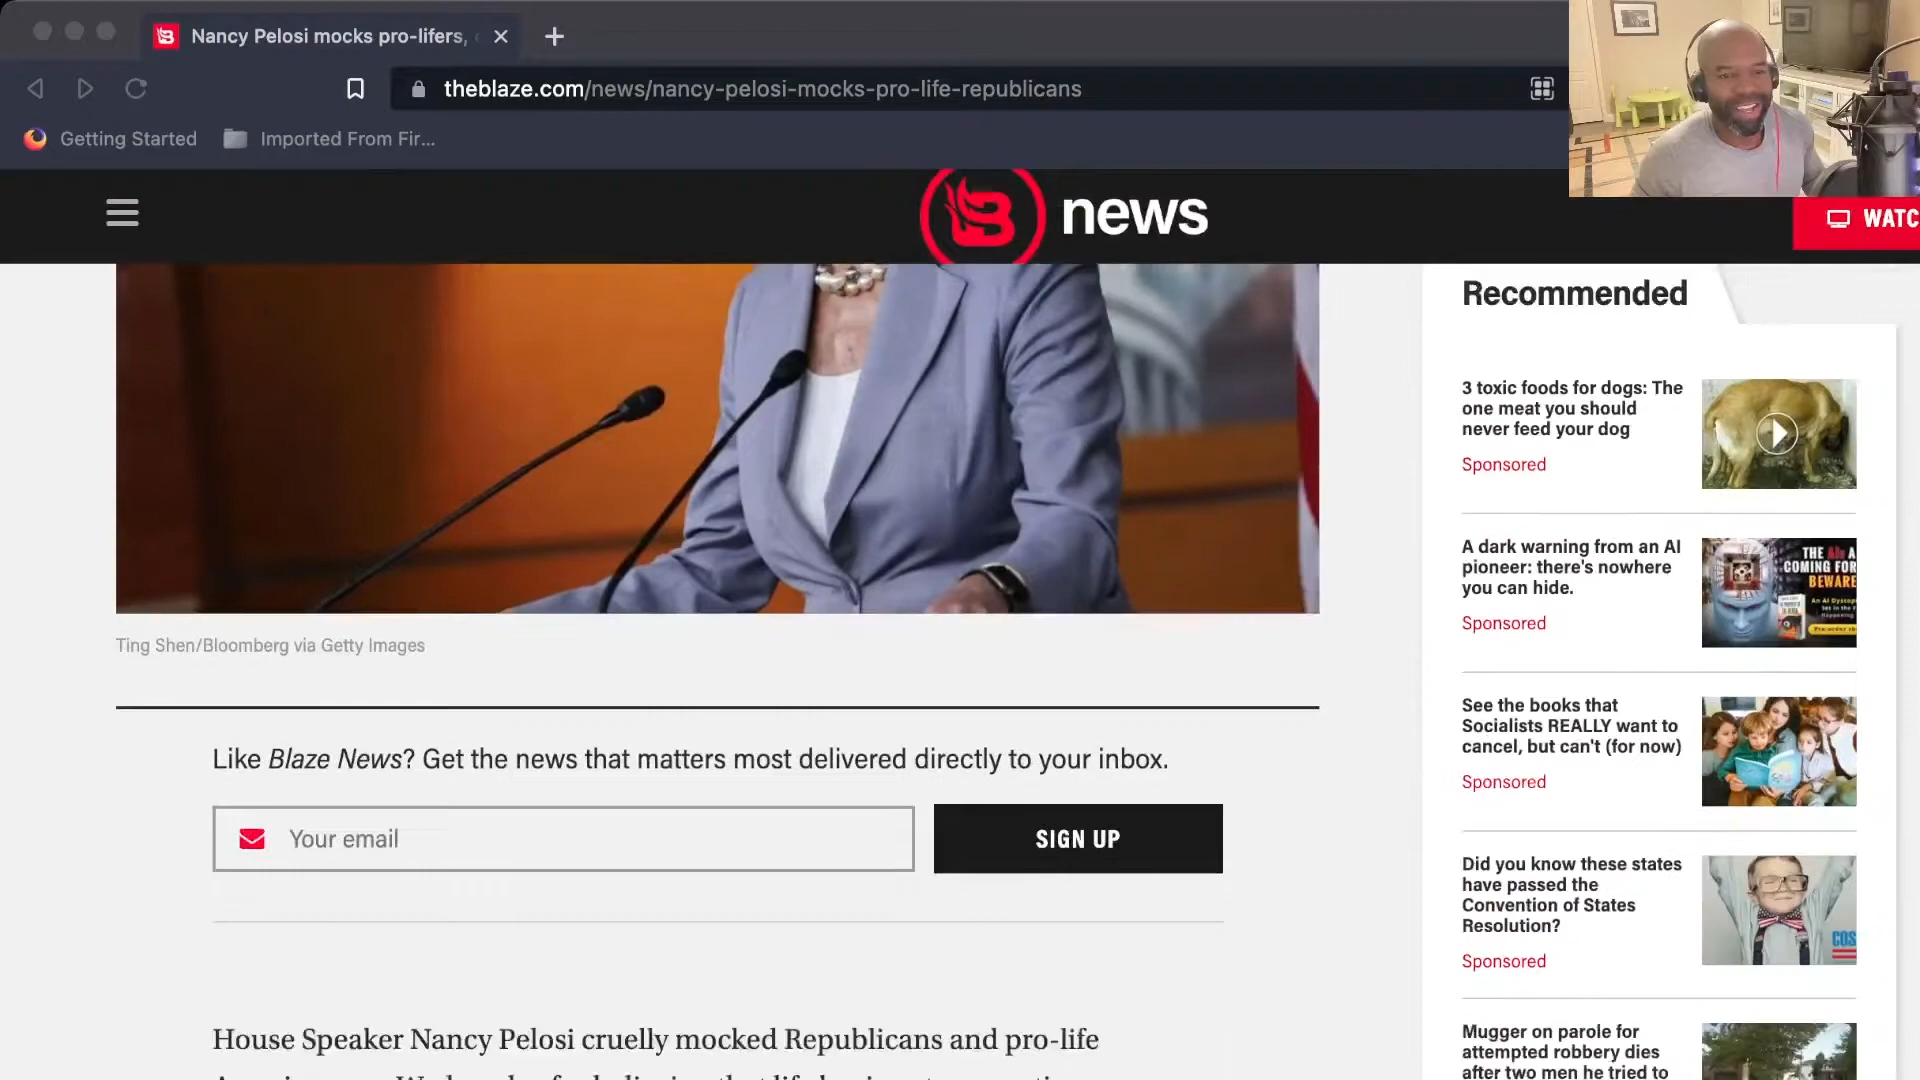 Nancy Pelosi mocks pro-lifers,
theblaze.com/news/nancy-pelosi-mocks-pro-life-republicans
Getting Started
Imported From Fir...
news
WATC
Ting Shen/Bloomberg via Getty Images
Like Blaze News? Get the news that matters most delivered directly to your inbox.
Your email
SIGN UP
House Speaker Nancy Pelosi cruelly mocked Republicans and pro-life
Recommended
3 toxic foods for dogs: The
one meat you should
never feed your dog
Sponsored
A dark warning from an AI
pioneer: there's nowhere
you can hide.
Sponsored
THE AIs A
COMING FOR
BEWARE
See the books that
Socialists REALLY want to
cancel, but can't (for now)
Sponsored
Did you know these states
have passed the
Convention of States
Resolution?
Sponsored
COS
Mugger on parole for
attempted robbery dies
after two men he tried to